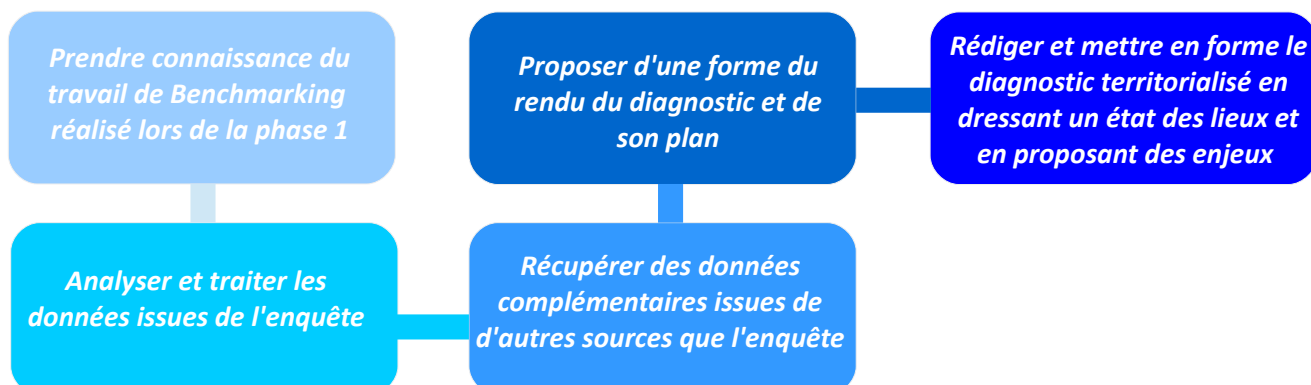 Prendre connaissance du
travail de Benchmarking
réalisé lors de la phase 1
Analyser et traiter les
données issues de l'enquête
Récupérer des données
complémentaires issues de
d'autres sources que l'enquête
Proposer d'une forme du
rendu du diagnostic et de
son plan
Rédiger et mettre en forme le
diagnostic territorialisé en
dressant un état des lieux et
en proposant des enjeux